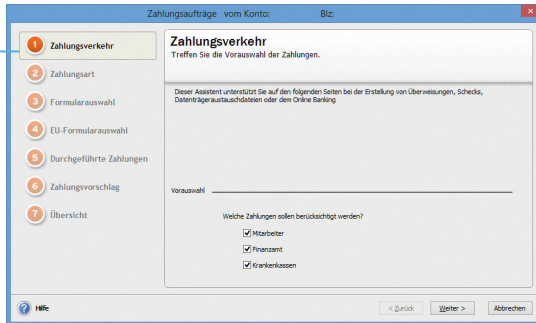 Zahlungsaufträge vom Konto: Blz:
1 Zahlungsverkehr
2 Zahlungsart
3 Formularauswahl
4 EU-Formularauswahl
5 Durchgeführte Zahlungen
6 Zahlungsvorschlag
7 Übersicht
Zahlungsverkehr
Treffen Sie die Vorauswahl der Zahlungen.
Dieser Assistent unterstützt Sie auf den folgenden Seiten bei der Erstellung von Überweisungen, Schecks,
Datenträgeraustauschdateien oder dem Online Banking
Vorauswahl
Welche Zahlungen sollen berücksichtigt werden?
Mitarbeiter
Finanzamt
Krankenkassen
? Hilfe
< Zurück Weiter > Abbrechen